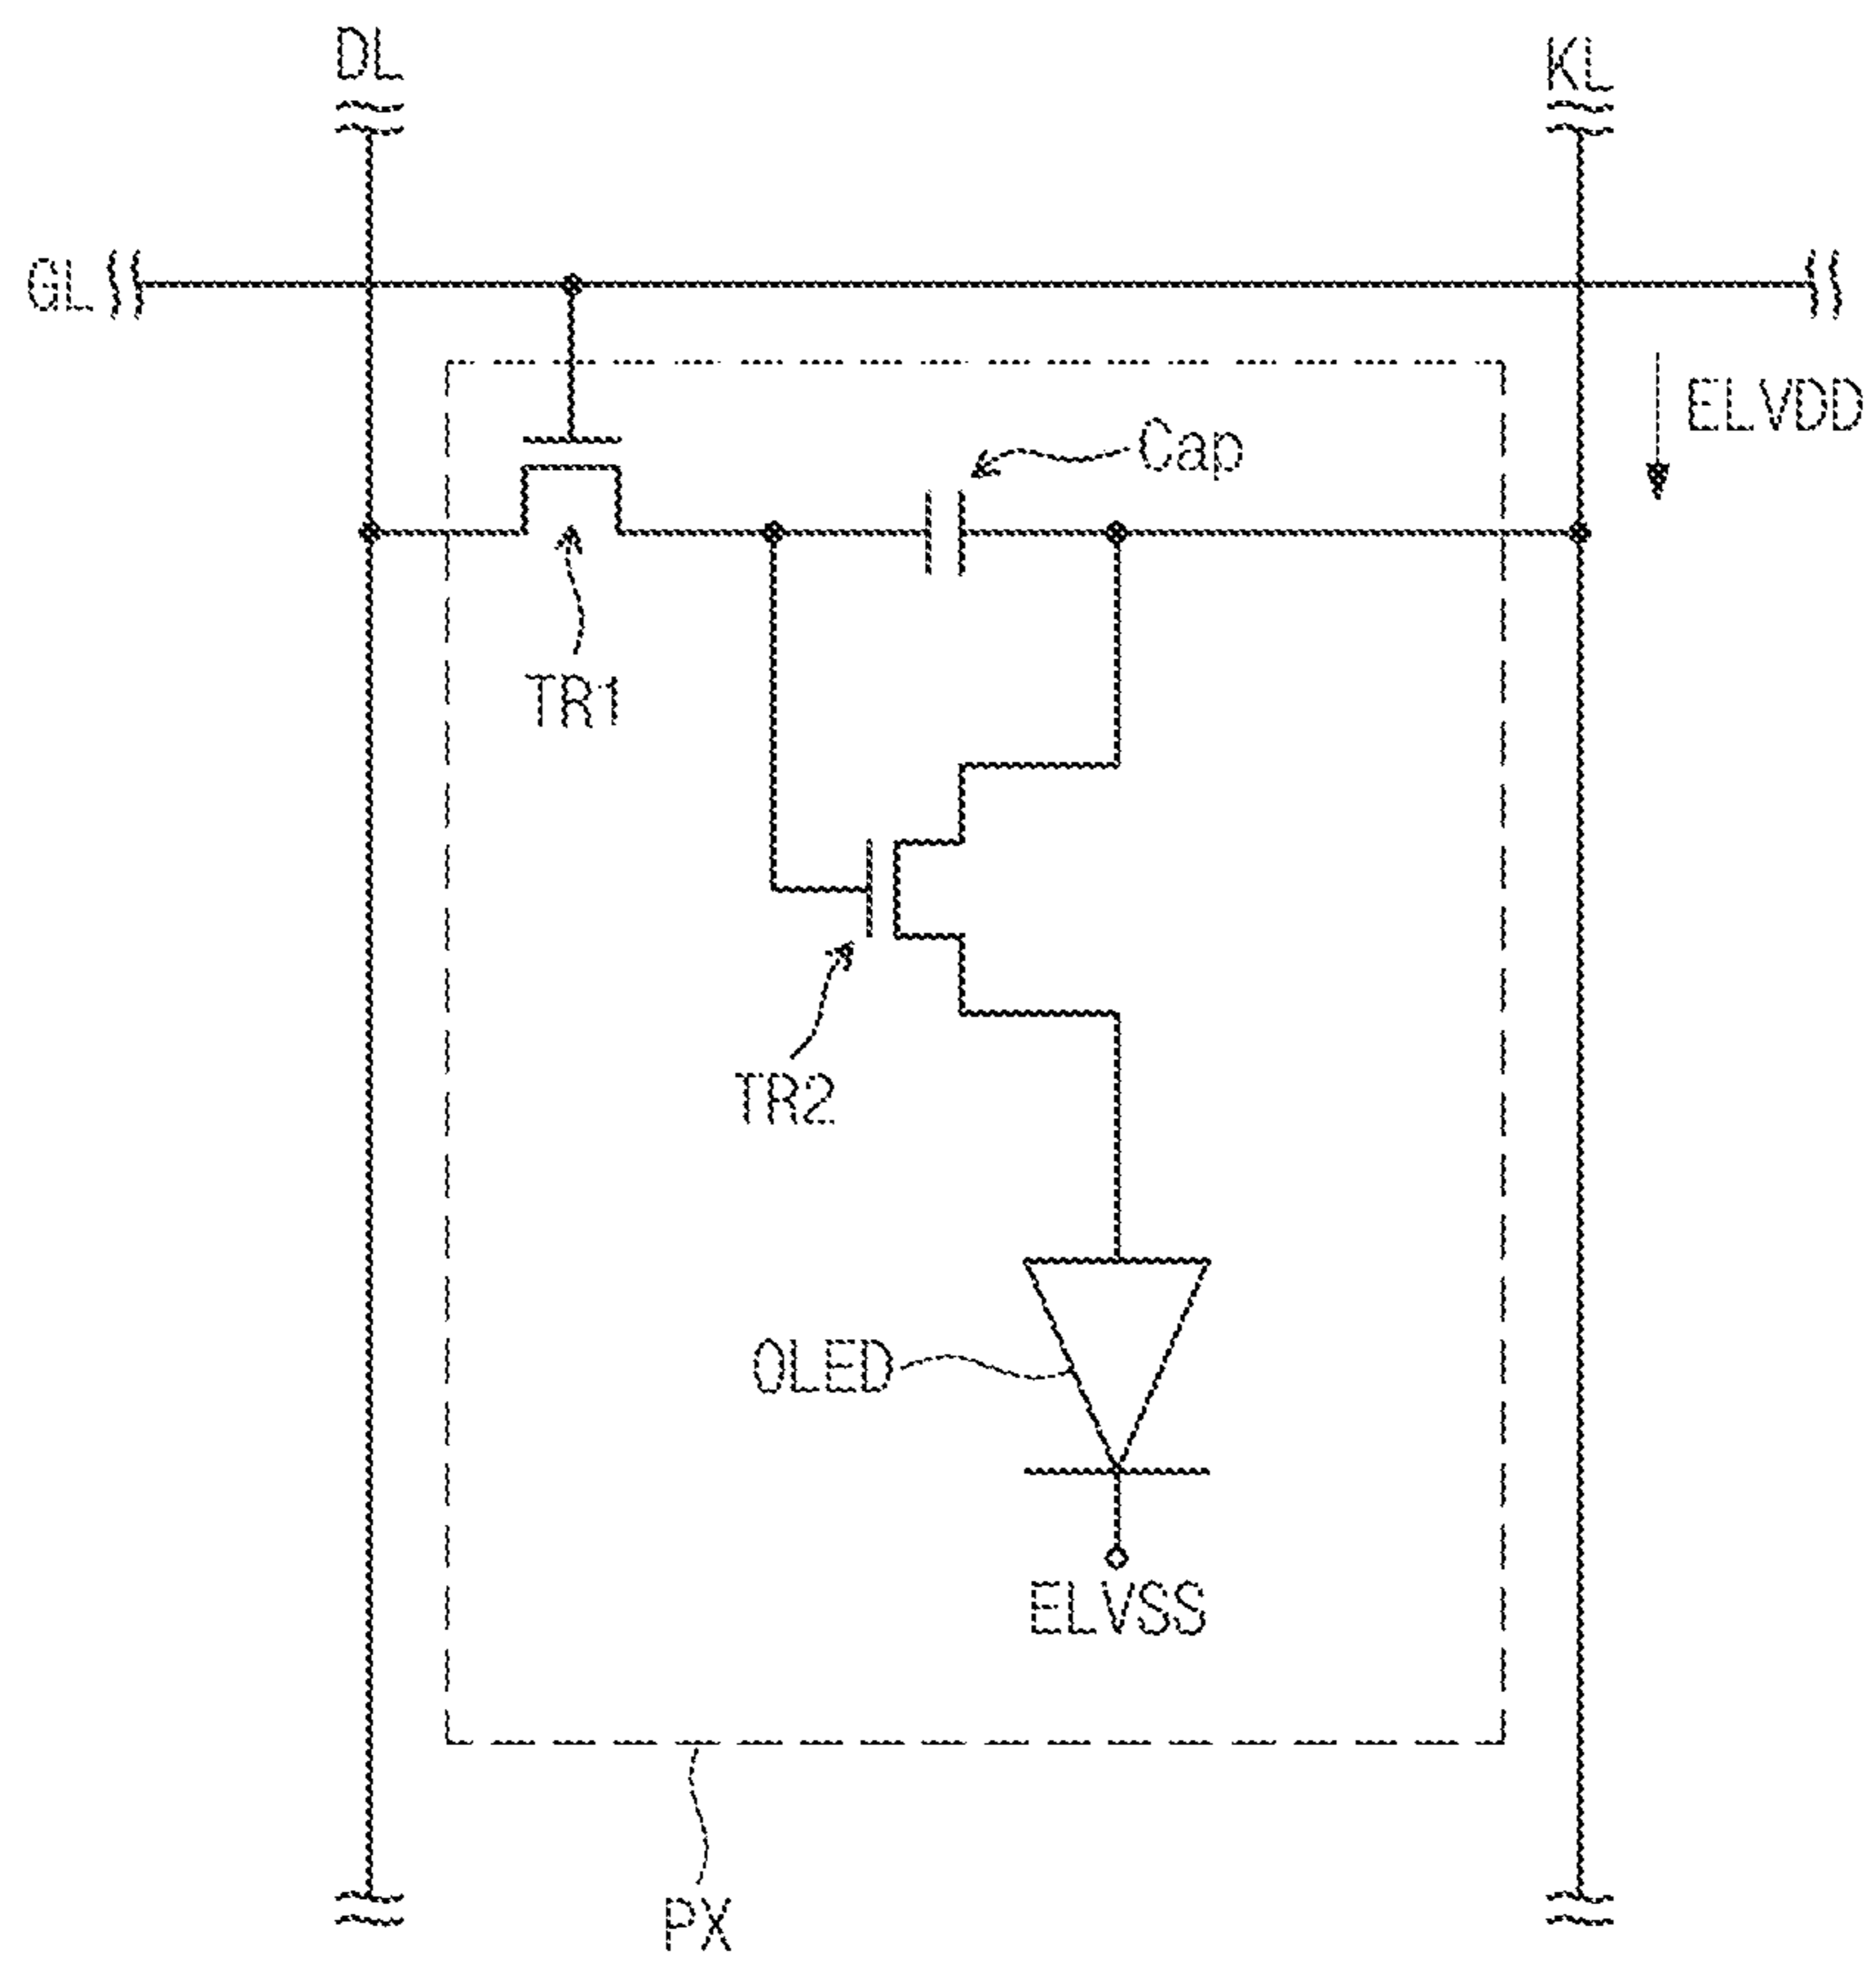 DL
KL
GL
ELVDD
Cap
TR1
TR2
OLED
ELVSS
PX